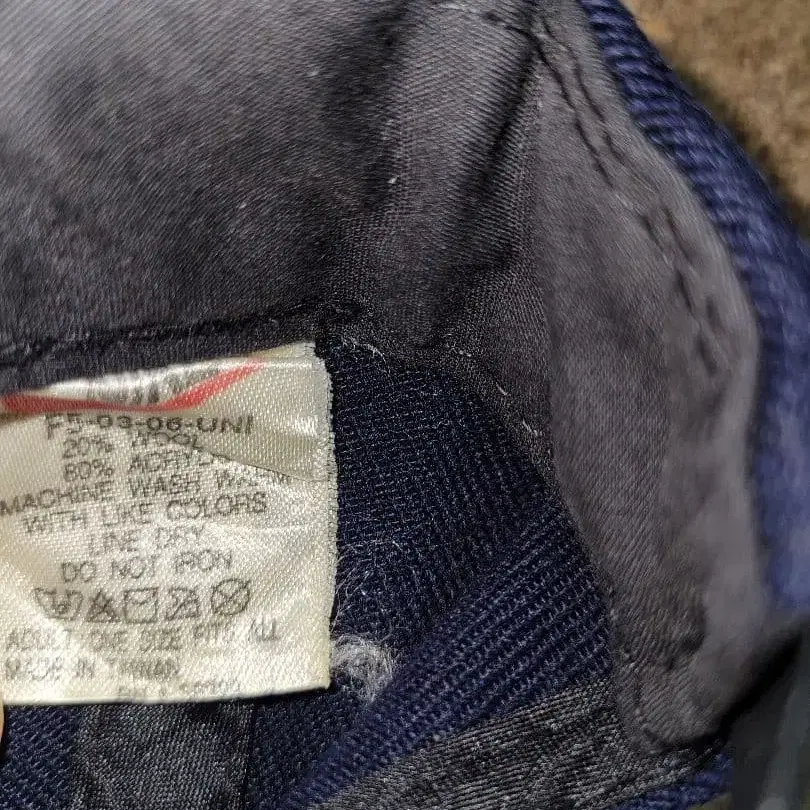 F5-03-06-UNI
20% WOOL
80% ACRYLIC
MACHINE WASH WARM
WITH LIKE COLORS
LINE DRY
DO NOT IRON
ADULT ONE SIZE FITS ALL
MADE IN TAIWAN